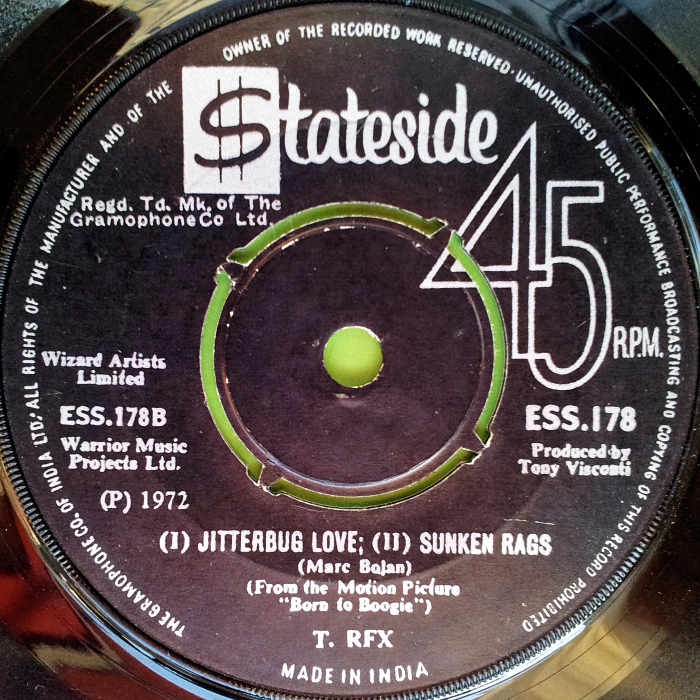 THE GRAMOPHONE CO. OF INDIA LTD; ALL RIGHTS OF THE MANUFACTURER AND OF THE OWNER OF THE RECORDED WORK RESERVED · UNAUTHORISED PUBLIC PERFORMANCE BROADCASTING AND COPYING OF THIS RECORD PROHIBITED
$tateside
Regd. Td. Mk. of The
Gramophone Co Ltd.
45
R.P.M.
Wizard Artists
Limited
ESS.178B
Warrior Music
Projects Ltd.
(P) 1972
ESS.178
Produced by
Tony Visconti
(I) JITTERBUG LOVE; (II) SUNKEN RAGS
(Marc Bojan)
(From the Motion Picture
"Born to Boogie")
T. RFX
MADE IN INDIA